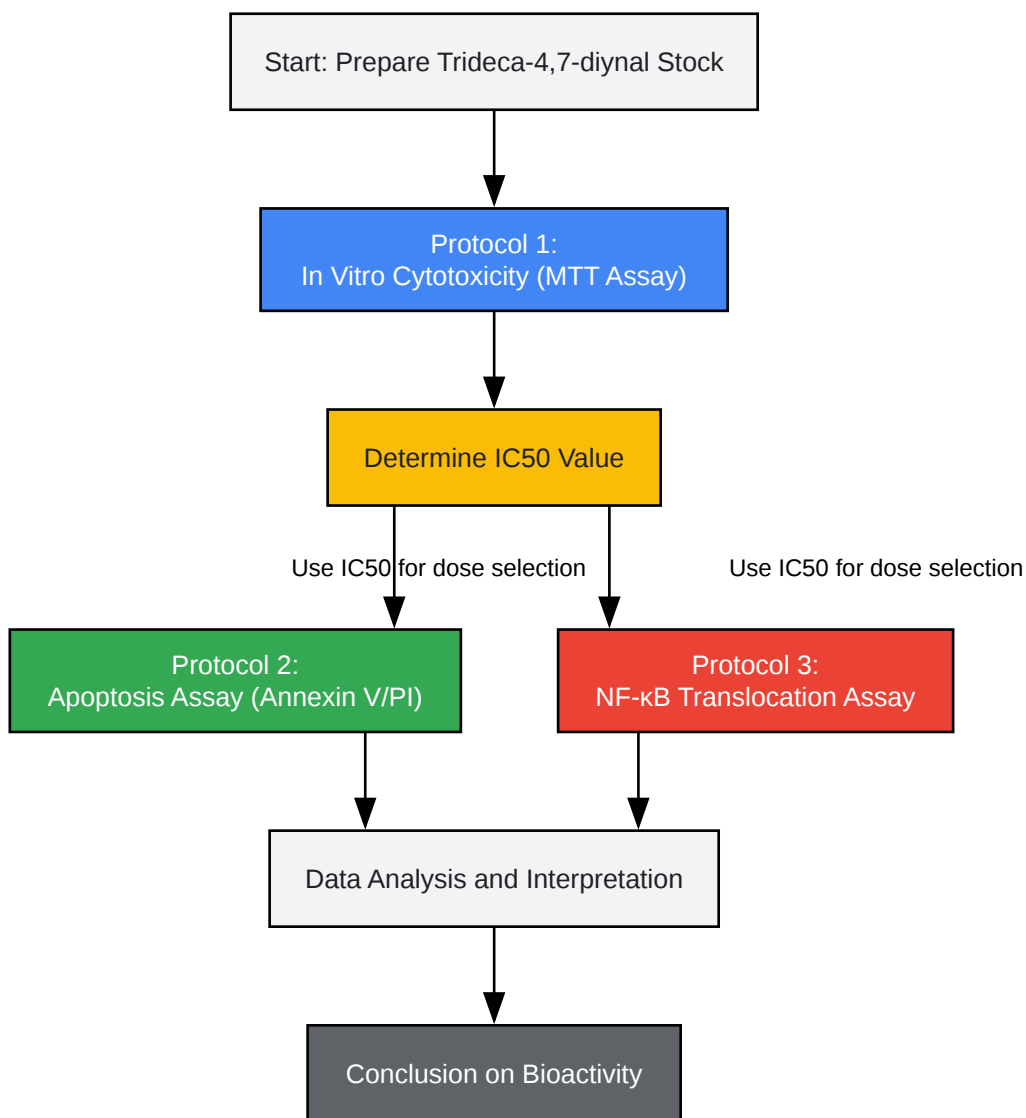 Start: Prepare Trideca-4,7-diynal Stock
Protocol 1:
In Vitro Cytotoxicity (MTT Assay)
Determine IC50 Value
Use IC50 for dose selection
Use IC50 for dose selection
Protocol 2:
Apoptosis Assay (Annexin V/PI)
Protocol 3:
NF-κB Translocation Assay
Data Analysis and Interpretation
Conclusion on Bioactivity